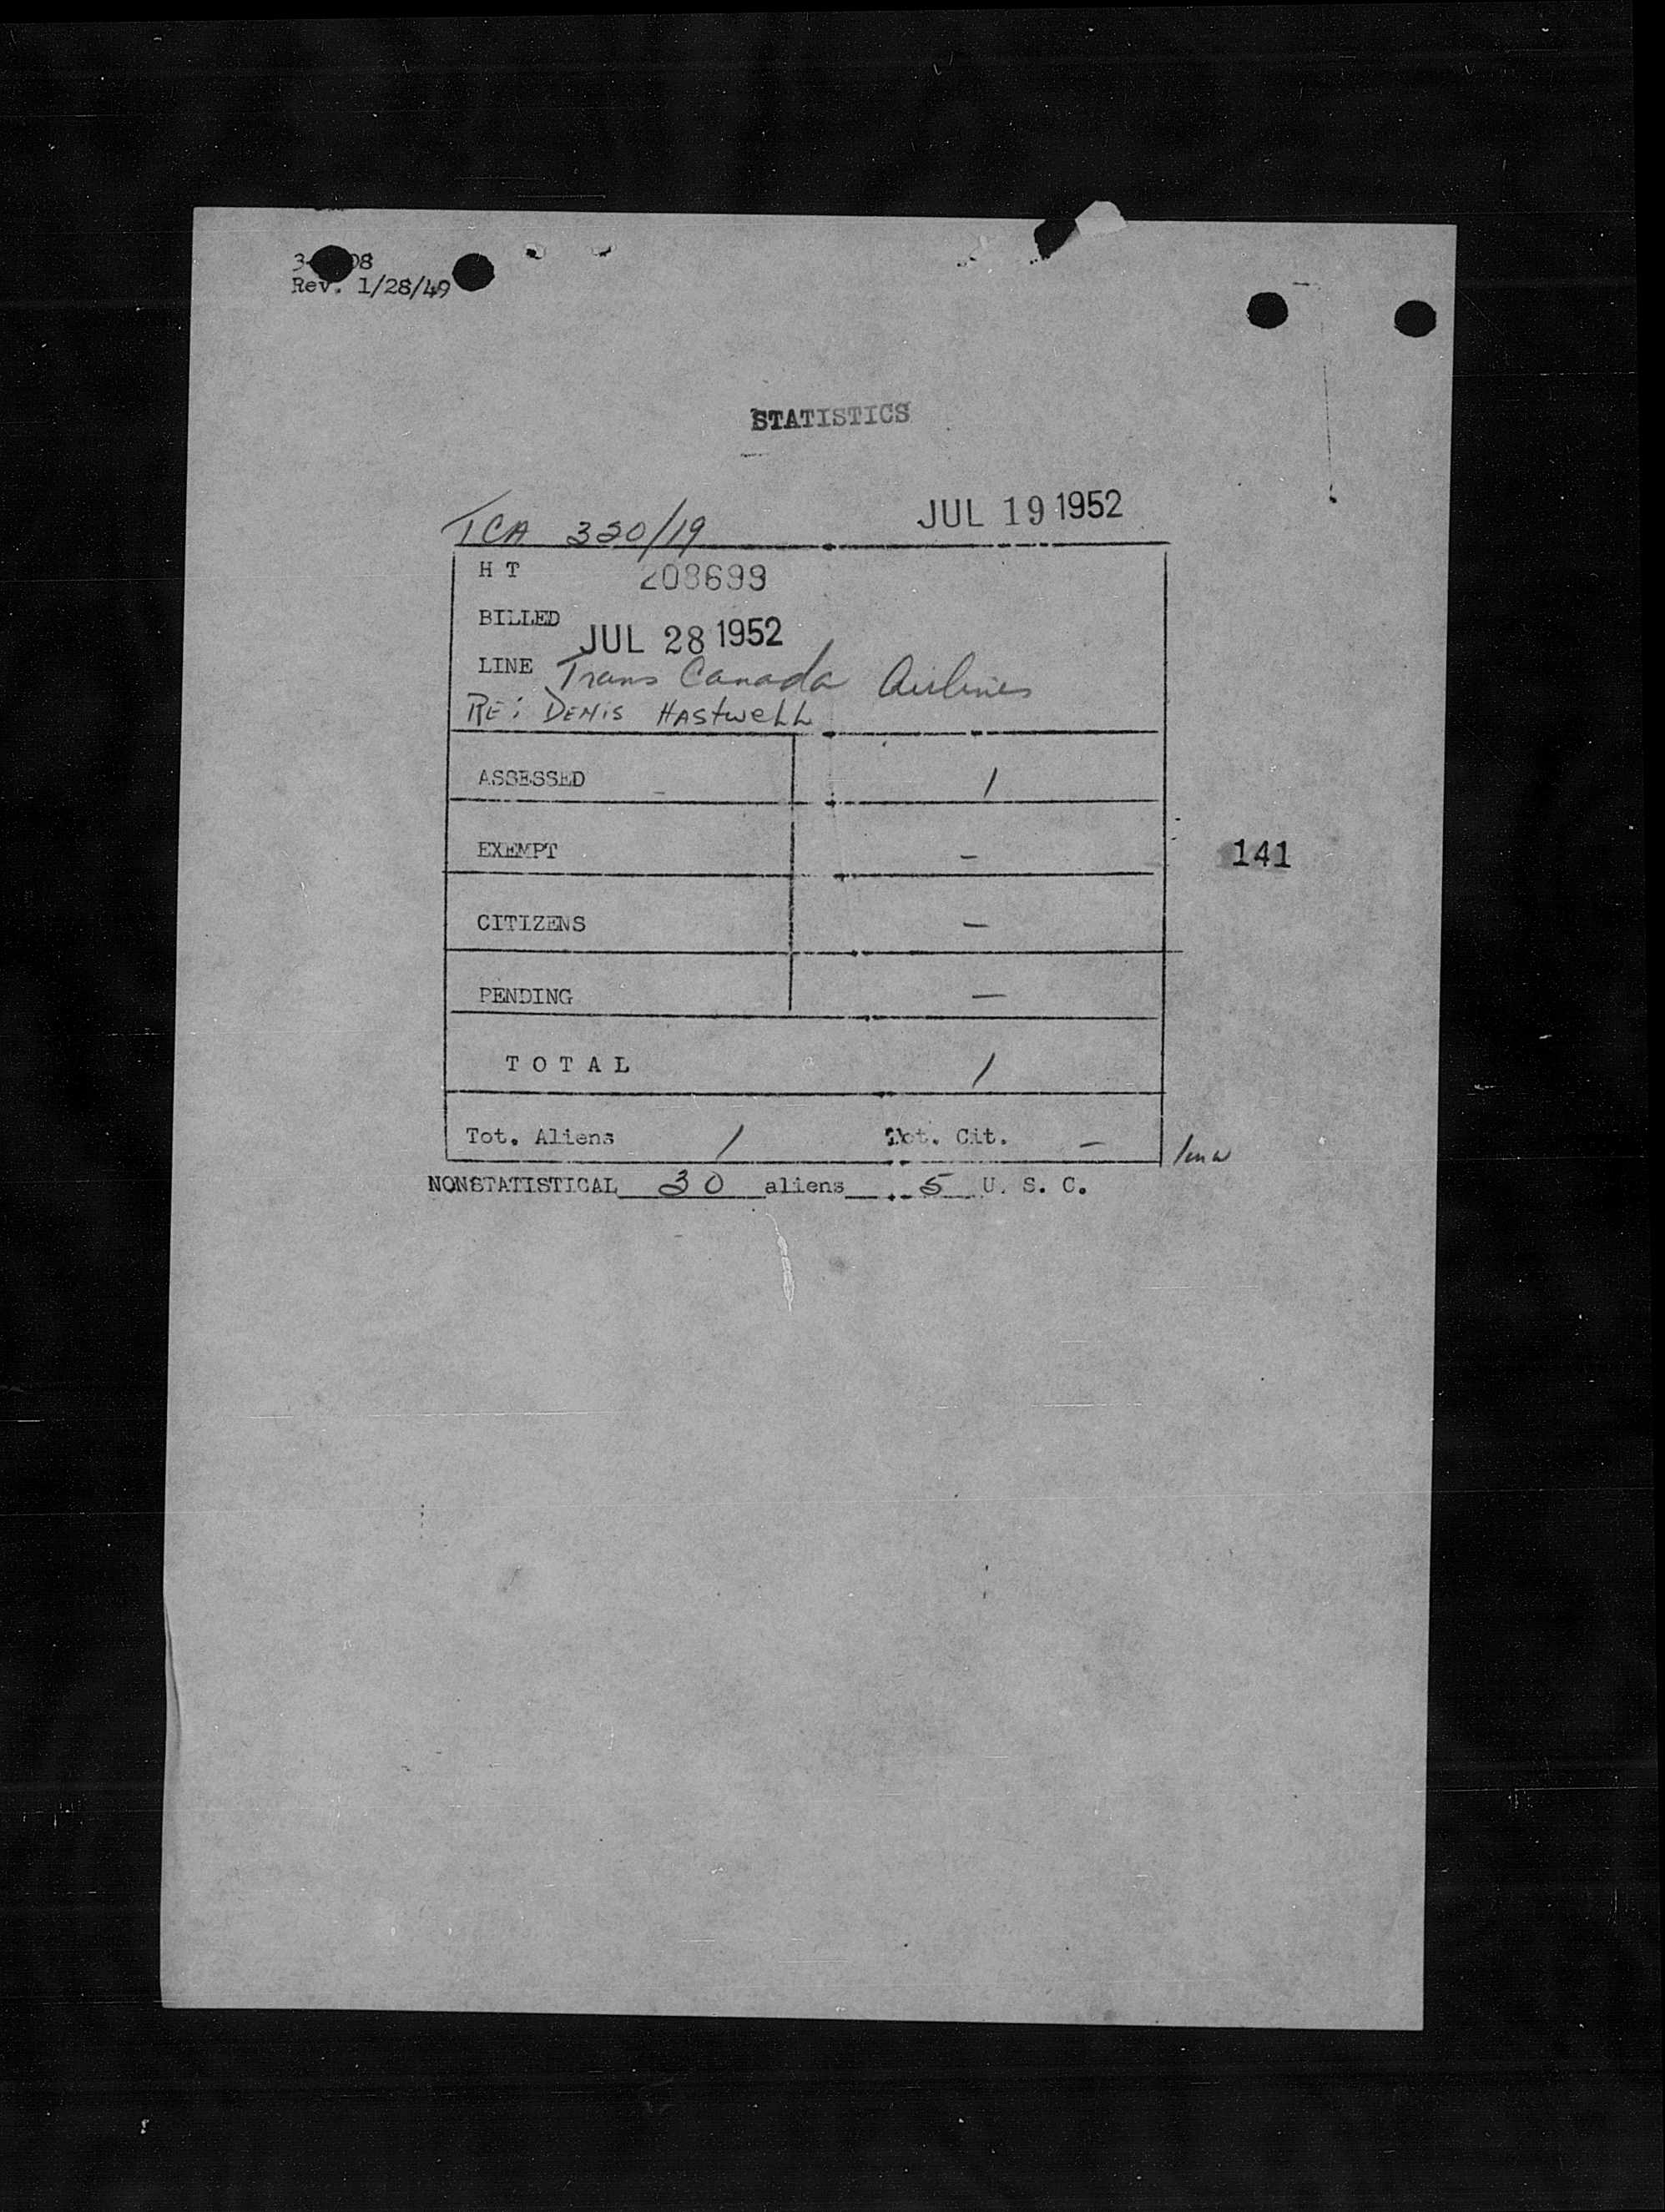 Rev. 1/28/49
STATISTICS
TCA 320/19 JUL 19 1952
H T 208699
BILLED JUL 28 1952
LINE Trans Canada Airlines
RE: DENIS HASTWELL
ASSESSED 1
EXEMPT –
141
CITIZENS –
PENDING –
T O T A L 1
Tot. Aliens 1 Tot. Cit. –
NONSTATISTICAL 30 aliens 5 U. S. C.